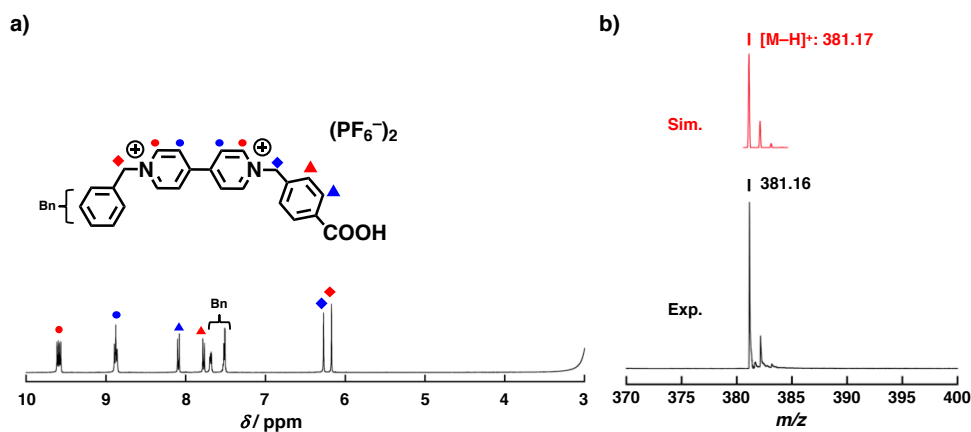 a)
(PF₆⁻)₂
⊕
⊕
N
N
Bn
COOH
Bn
10 9 8 7 6 5 4 3
δ / ppm
b)
[M–H]⁺: 381.17
Sim.
381.16
Exp.
370 375 380 385 390 395 400
m/z